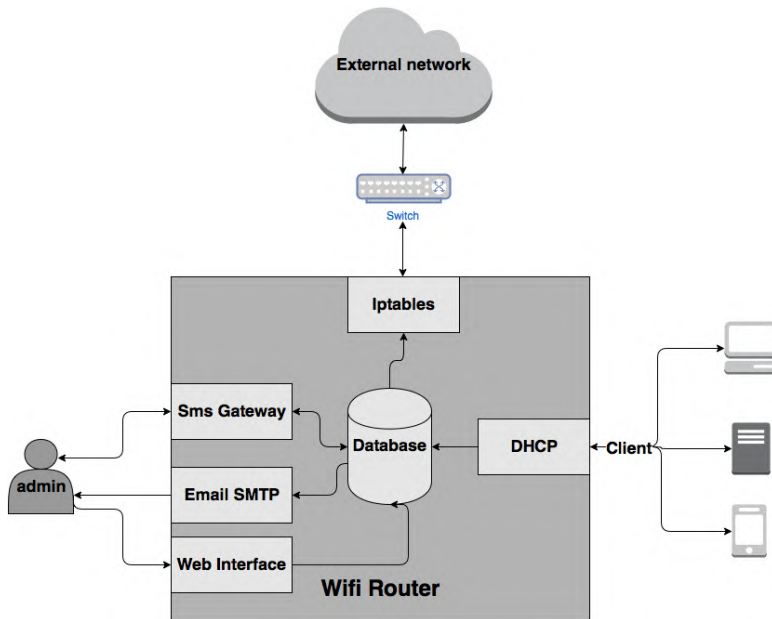 External network
Switch
Iptables
Sms Gateway
Database
DHCP
Client
admin
Email SMTP
Web Interface
Wifi Router